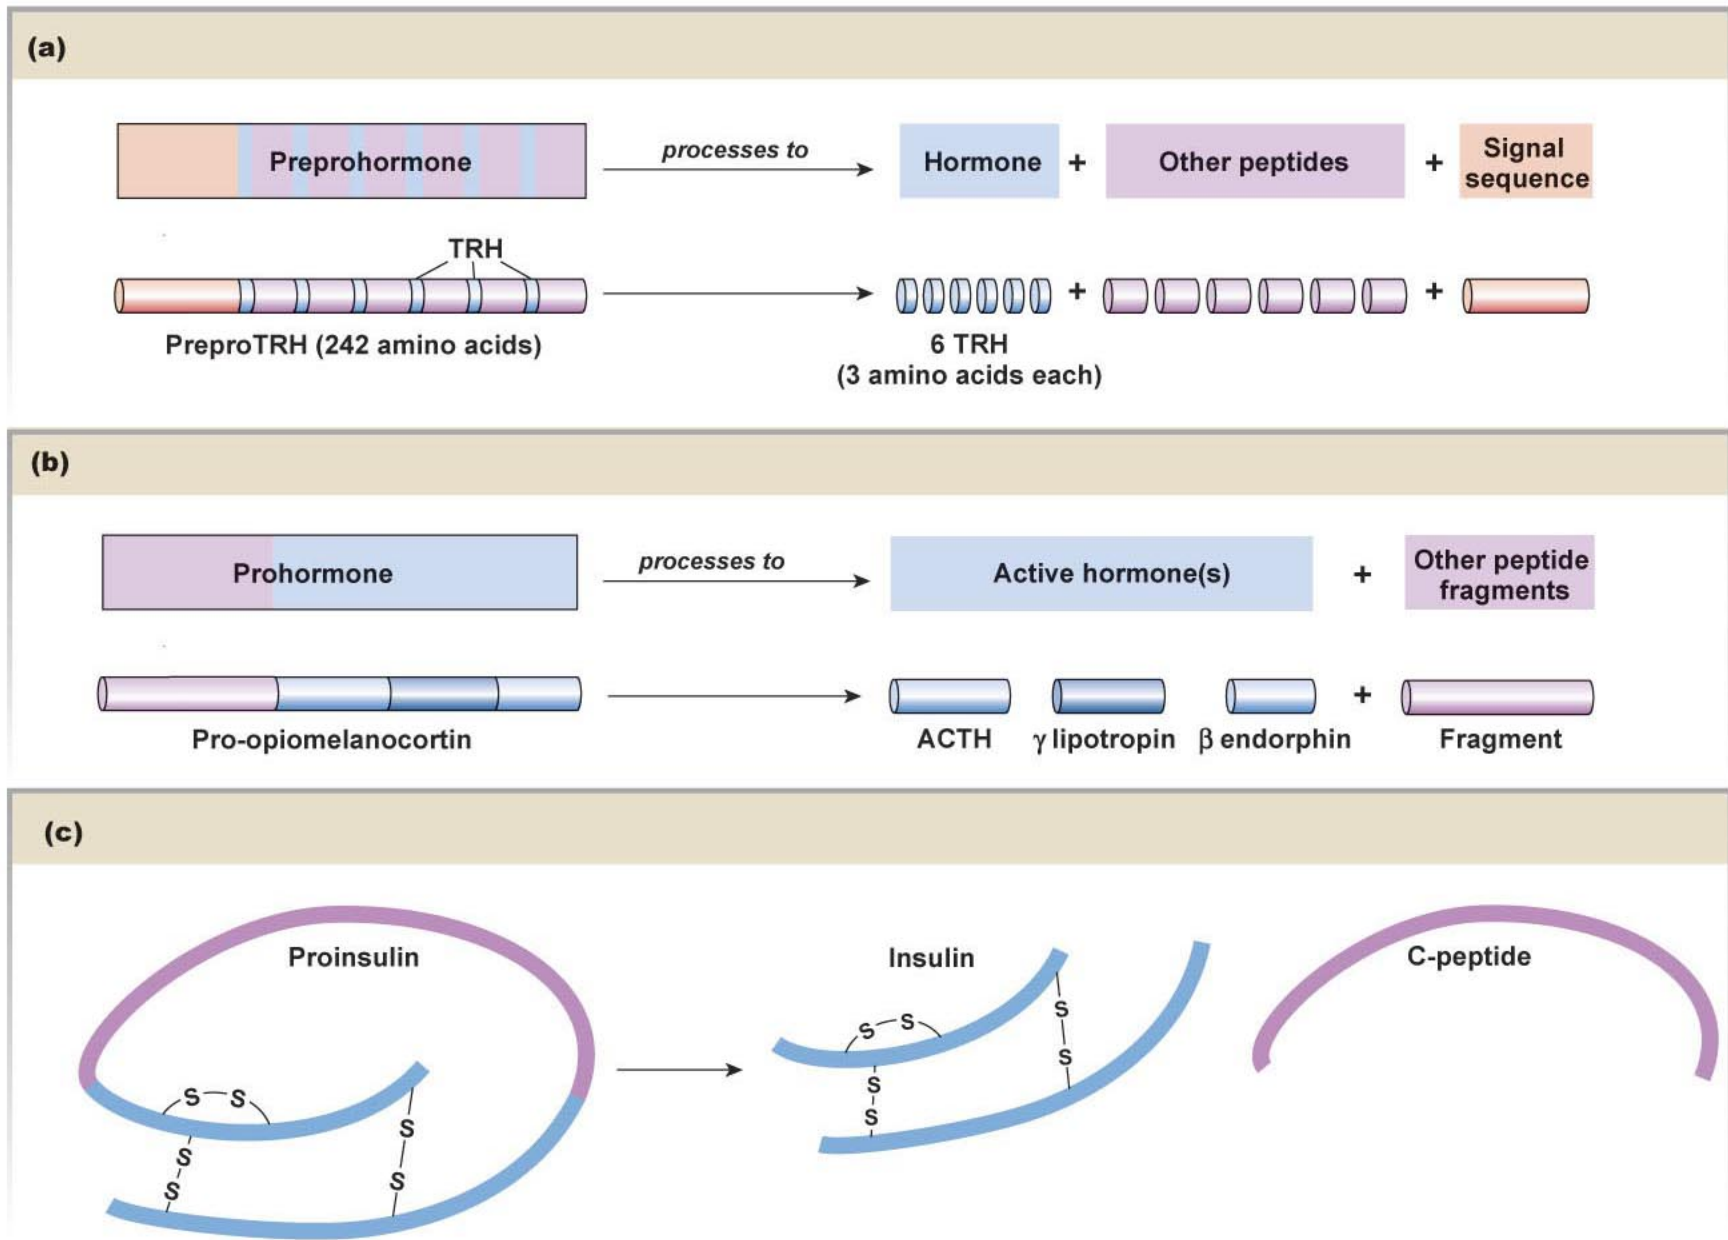 (a)
Preprohormone
processes to
Hormone
+
Other peptides
+
Signal
sequence
TRH
+
+
PreproTRH (242 amino acids)
6 TRH
(3 amino acids each)
(b)
Prohormone
processes to
Active hormone(s)
+
Other peptide
fragments
+
Pro-opiomelanocortin
ACTH
γ lipotropin
β endorphin
Fragment
(c)
Proinsulin
Insulin
C-peptide
S
S
S
S
S
S
S
S
S
S
S
S